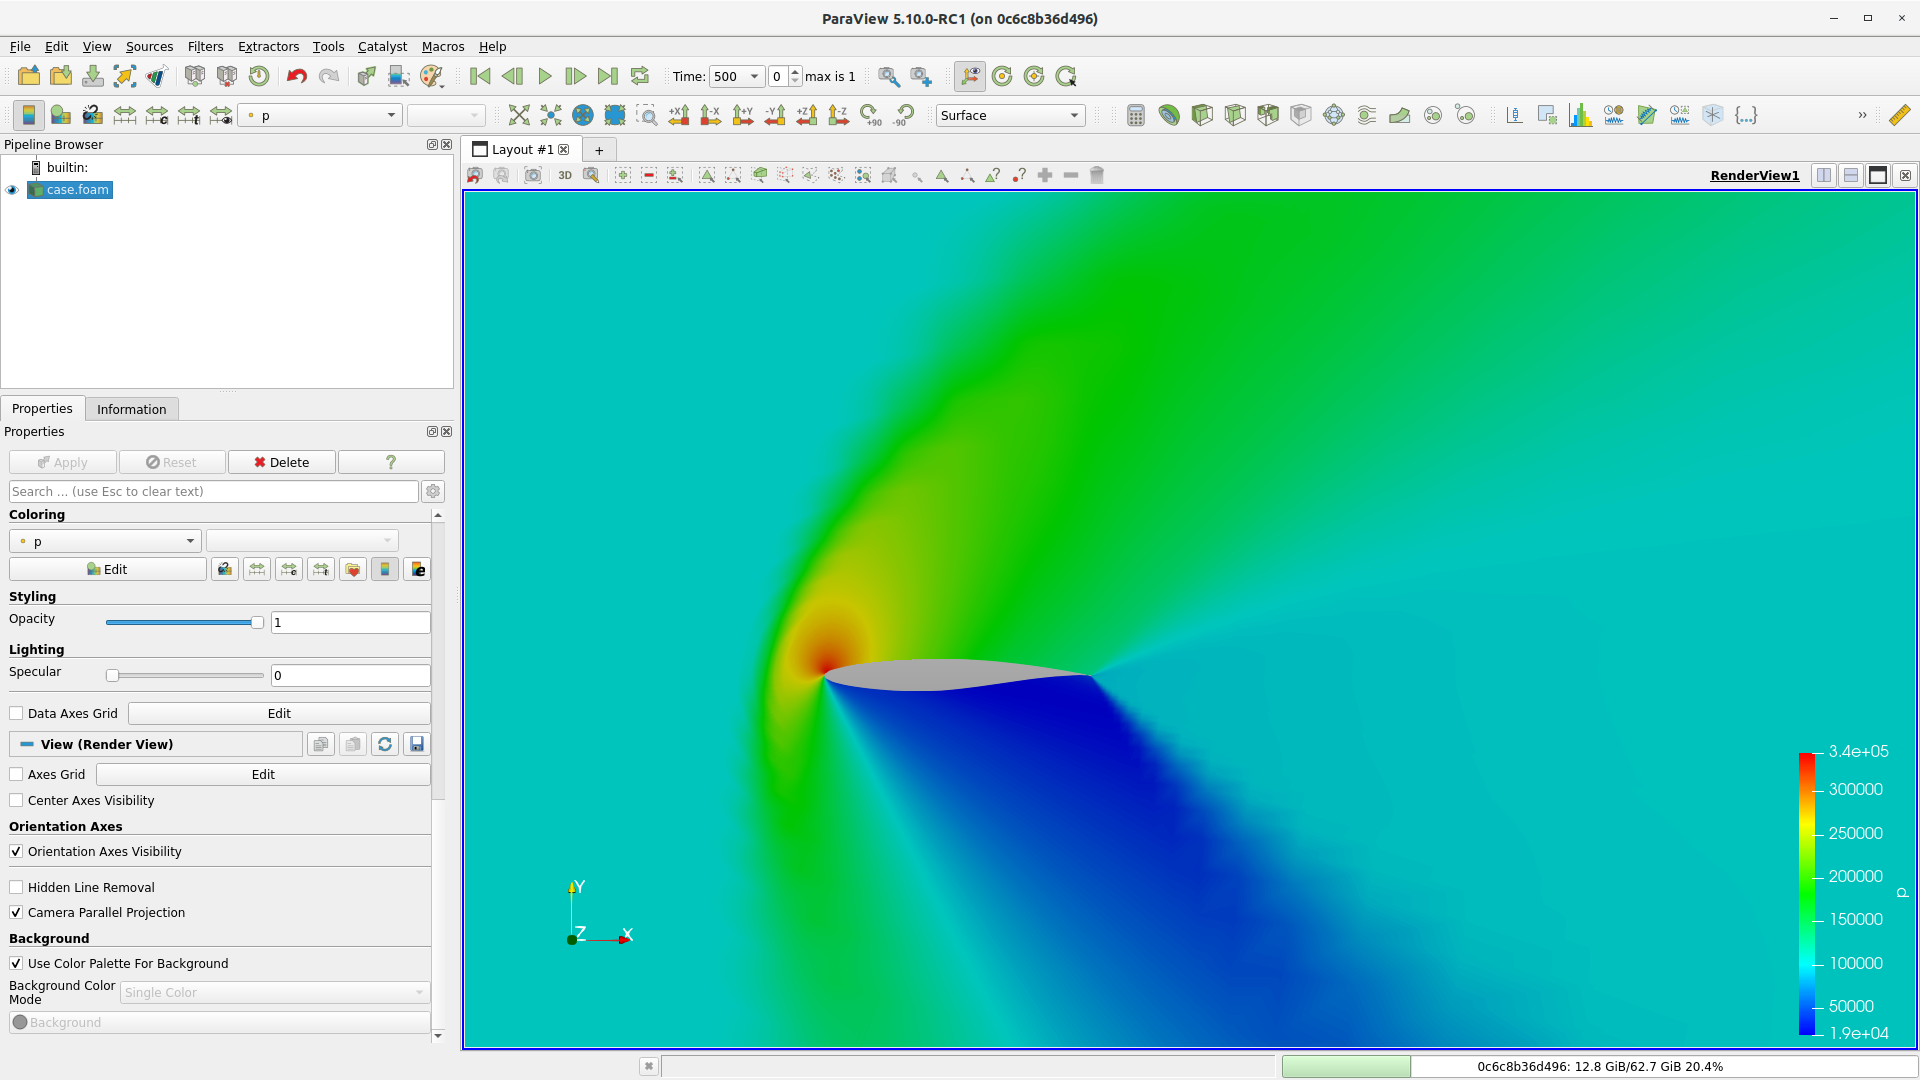 ParaView 5.10.0-RC1 (on 0c6c8b36d496)
File Edit View Sources Filters Extractors Tools Catalyst Macros Help
Time: 500 0 max is 1
p Surface
+X -X +Y -Y +Z -Z +90 -90
Pipeline Browser
builtin:
case.foam
Properties Information
Properties
Apply Reset Delete ?
Search ... (use Esc to clear text)
Coloring
p
Edit
Styling
Opacity 1
Lighting
Specular 0
Data Axes Grid Edit
View (Render View)
Axes Grid Edit
Center Axes Visibility
Orientation Axes
Orientation Axes Visibility
Hidden Line Removal
Camera Parallel Projection
Background
Use Color Palette For Background
Background Color
Mode
Single Color
Background
Layout #1 +
3D
RenderView1
Y
Z X
3.4e+05
300000
250000
200000
p
150000
100000
50000
1.9e+04
0c6c8b36d496: 12.8 GiB/62.7 GiB 20.4%